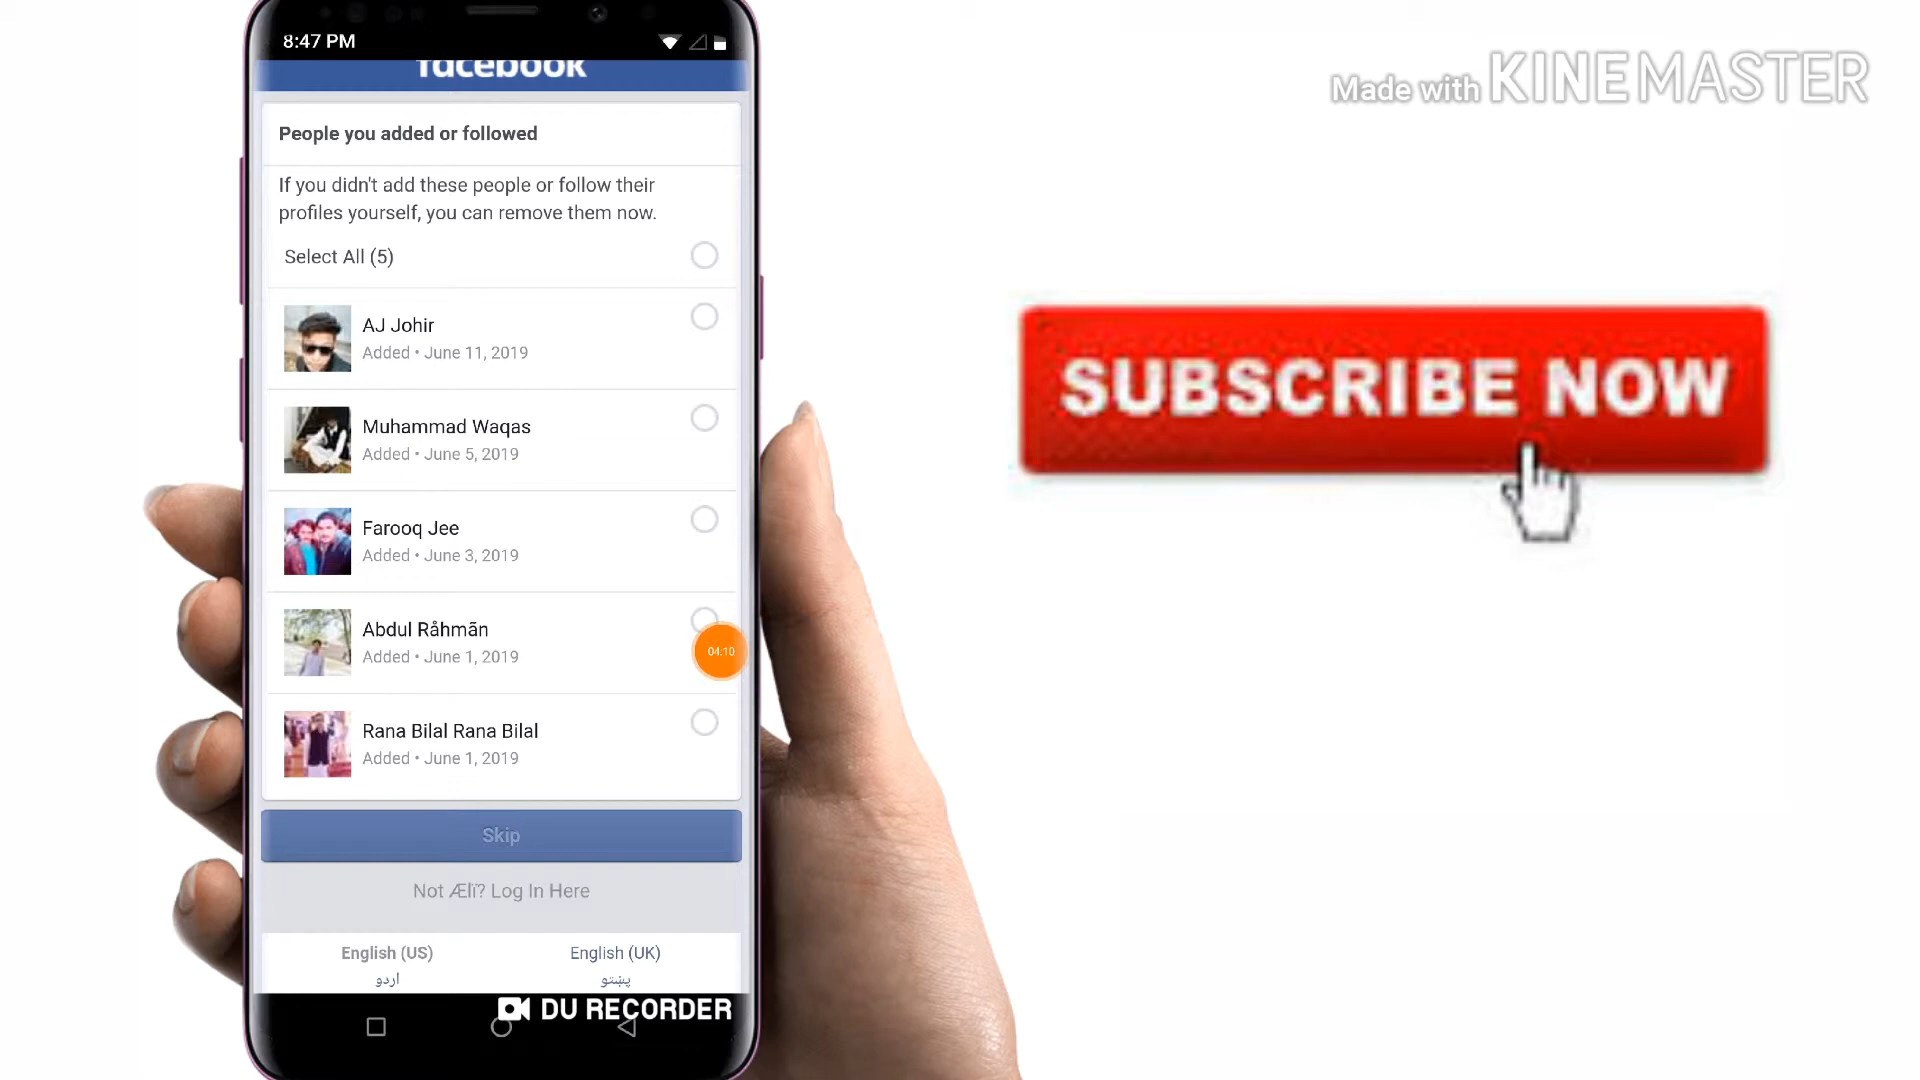 8:47 PM
facebook
Made with KINEMASTER
People you added or followed
If you didn't add these people or follow their
profiles yourself, you can remove them now.
Select All (5)
AJ Johir
Added • June 11, 2019
Muhammad Waqas
Added • June 5, 2019
SUBSCRIBE NOW
Farooq Jee
Added • June 3, 2019
Abdul Råhmãn
Added • June 1, 2019
04:10
Rana Bilal Rana Bilal
Added • June 1, 2019
Skip
Not Ælï? Log In Here
English (US)
English (UK)
اردو
پښتو
DU RECORDER